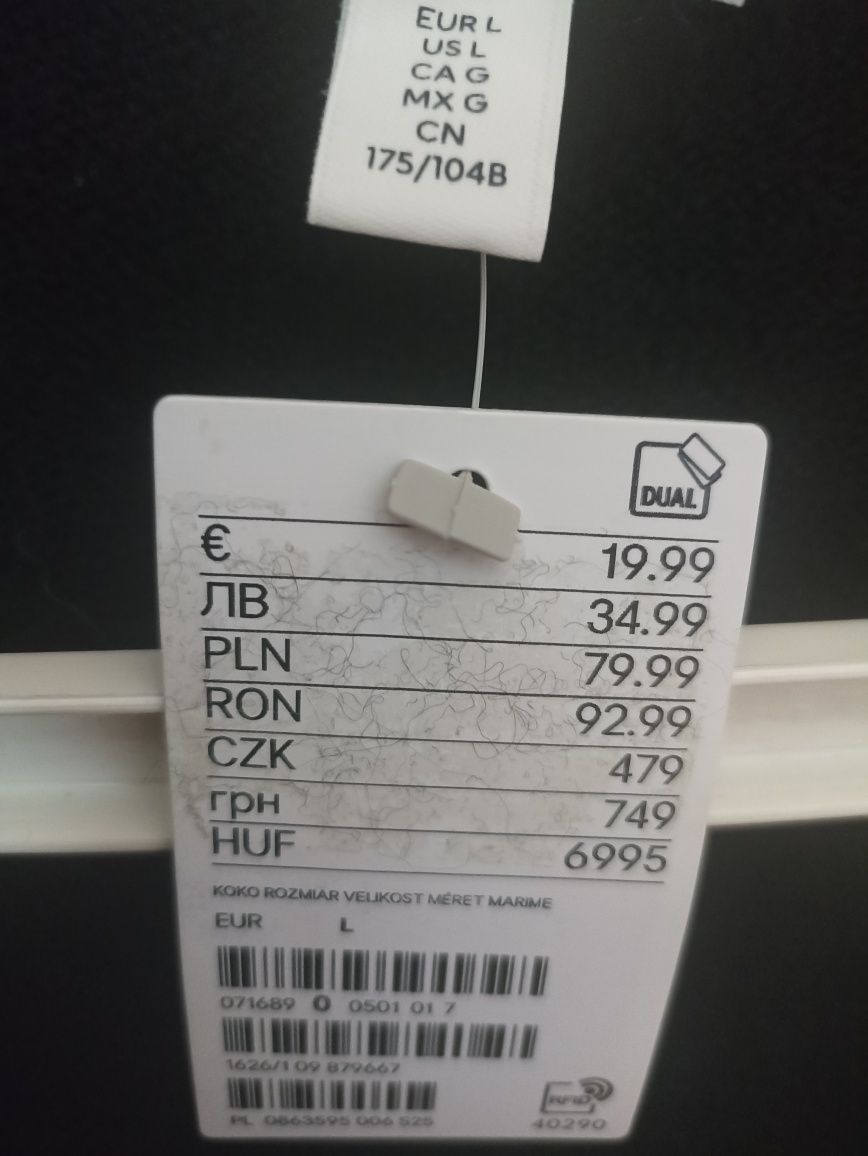 EUR L
US L
CA G
MX G
CN
175/104B
DUAL
€ 19.99
ЛВ 34.99
PLN 79.99
RON 92.99
CZK 479
грн 749
HUF 6995
KOKO ROZMIAR VELIKOST MÉRET MARIME
EUR L
071689 0 0501 01 7
1626/1 09 879667
PL 0863595 006 525
RFID
40290